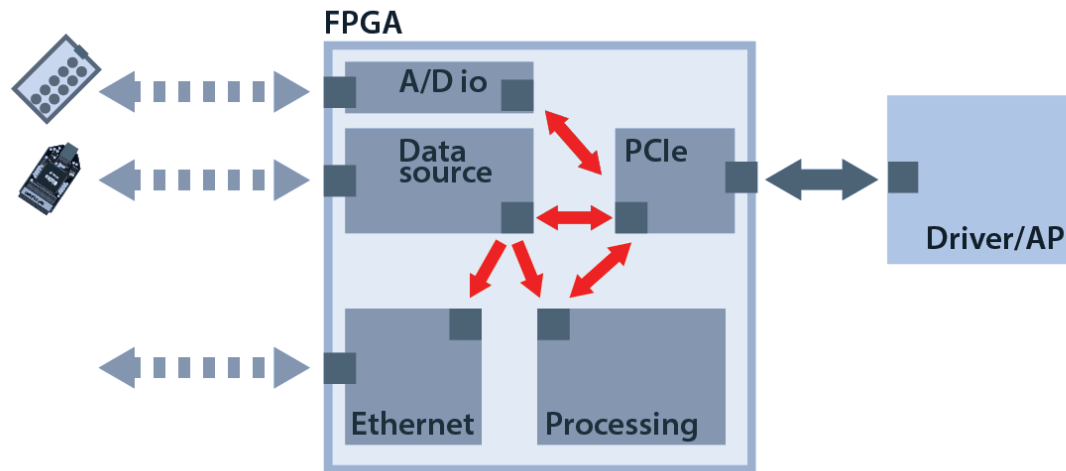 FPGA
A/D io
Data
source
PCIe
Driver/AP
Ethernet
Processing